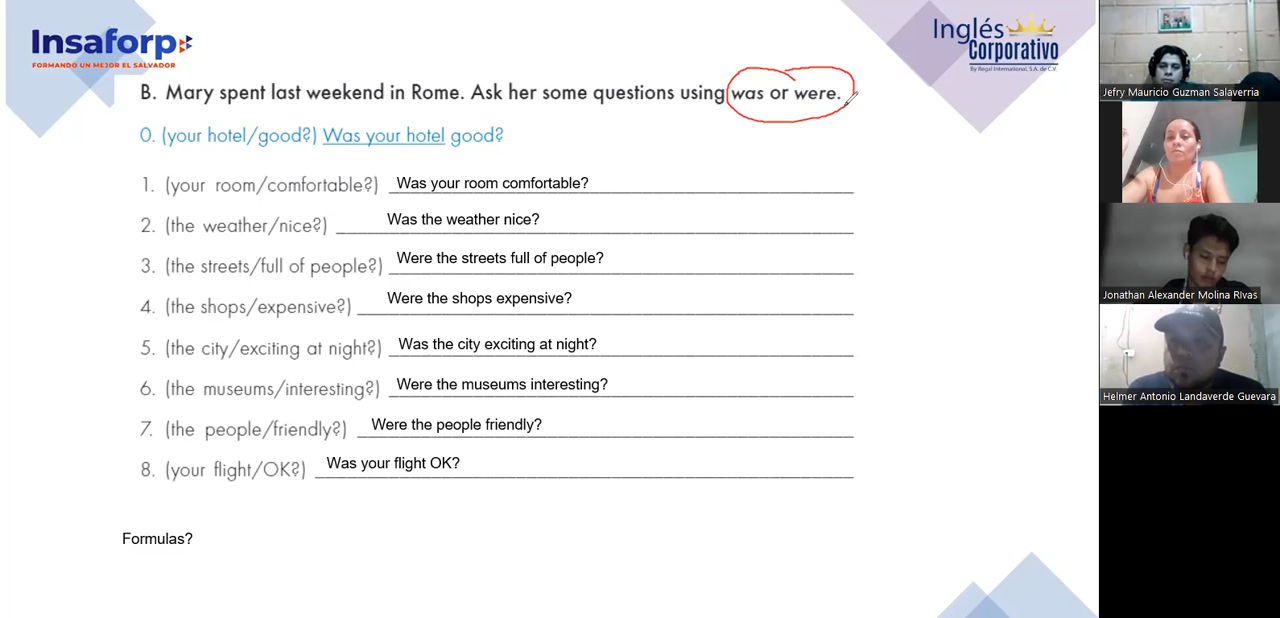 Insaforp
FORMANDO UN MEJOR EL SALVADOR
Inglés
Corporativo
By Regal International, S.A. de C.V.
B. Mary spent last weekend in Rome. Ask her some questions using was or were.
0. (your hotel/good?) Was your hotel good?
1. (your room/comfortable?) Was your room comfortable?
2. (the weather/nice?) Was the weather nice?
3. (the streets/full of people?) Were the streets full of people?
4. (the shops/expensive?) Were the shops expensive?
5. (the city/exciting at night?) Was the city exciting at night?
6. (the museums/interesting?) Were the museums interesting?
7. (the people/friendly?) Were the people friendly?
8. (your flight/OK?) Was your flight OK?
Formulas?
Jefry Mauricio Guzman Salaverria
Jonathan Alexander Molina Rivas
Helmer Antonio Landaverde Guevara